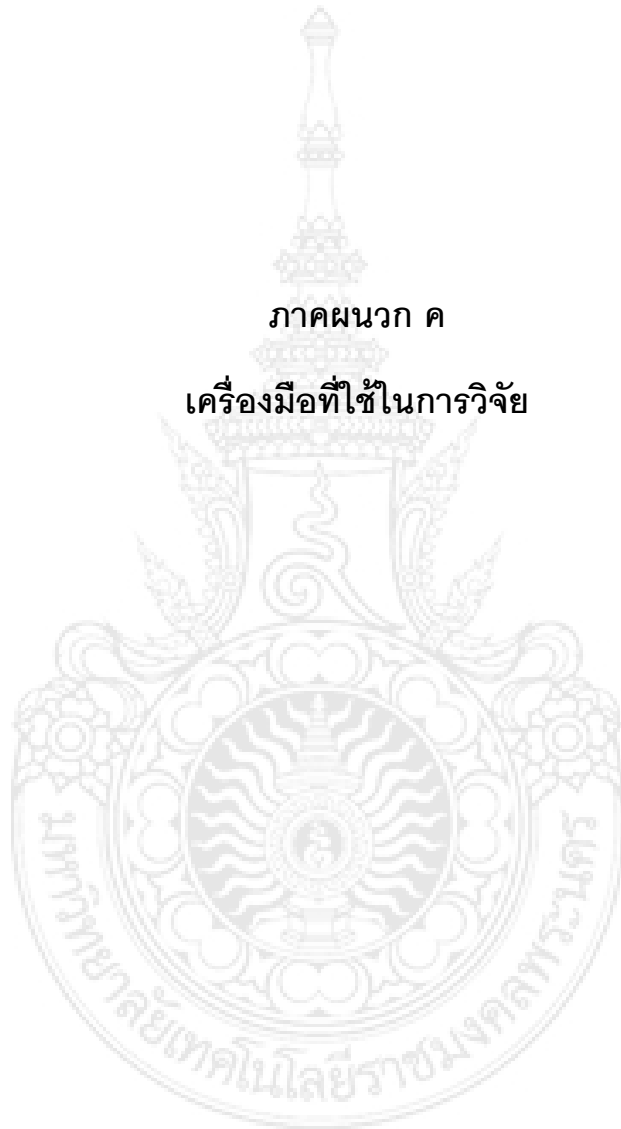 ภาคผนวก ค
เครื่องมือที่ใช้ในการวิจัย
มหาวิทยาลัยเทคโนโลยีราชมงคลพระนคร